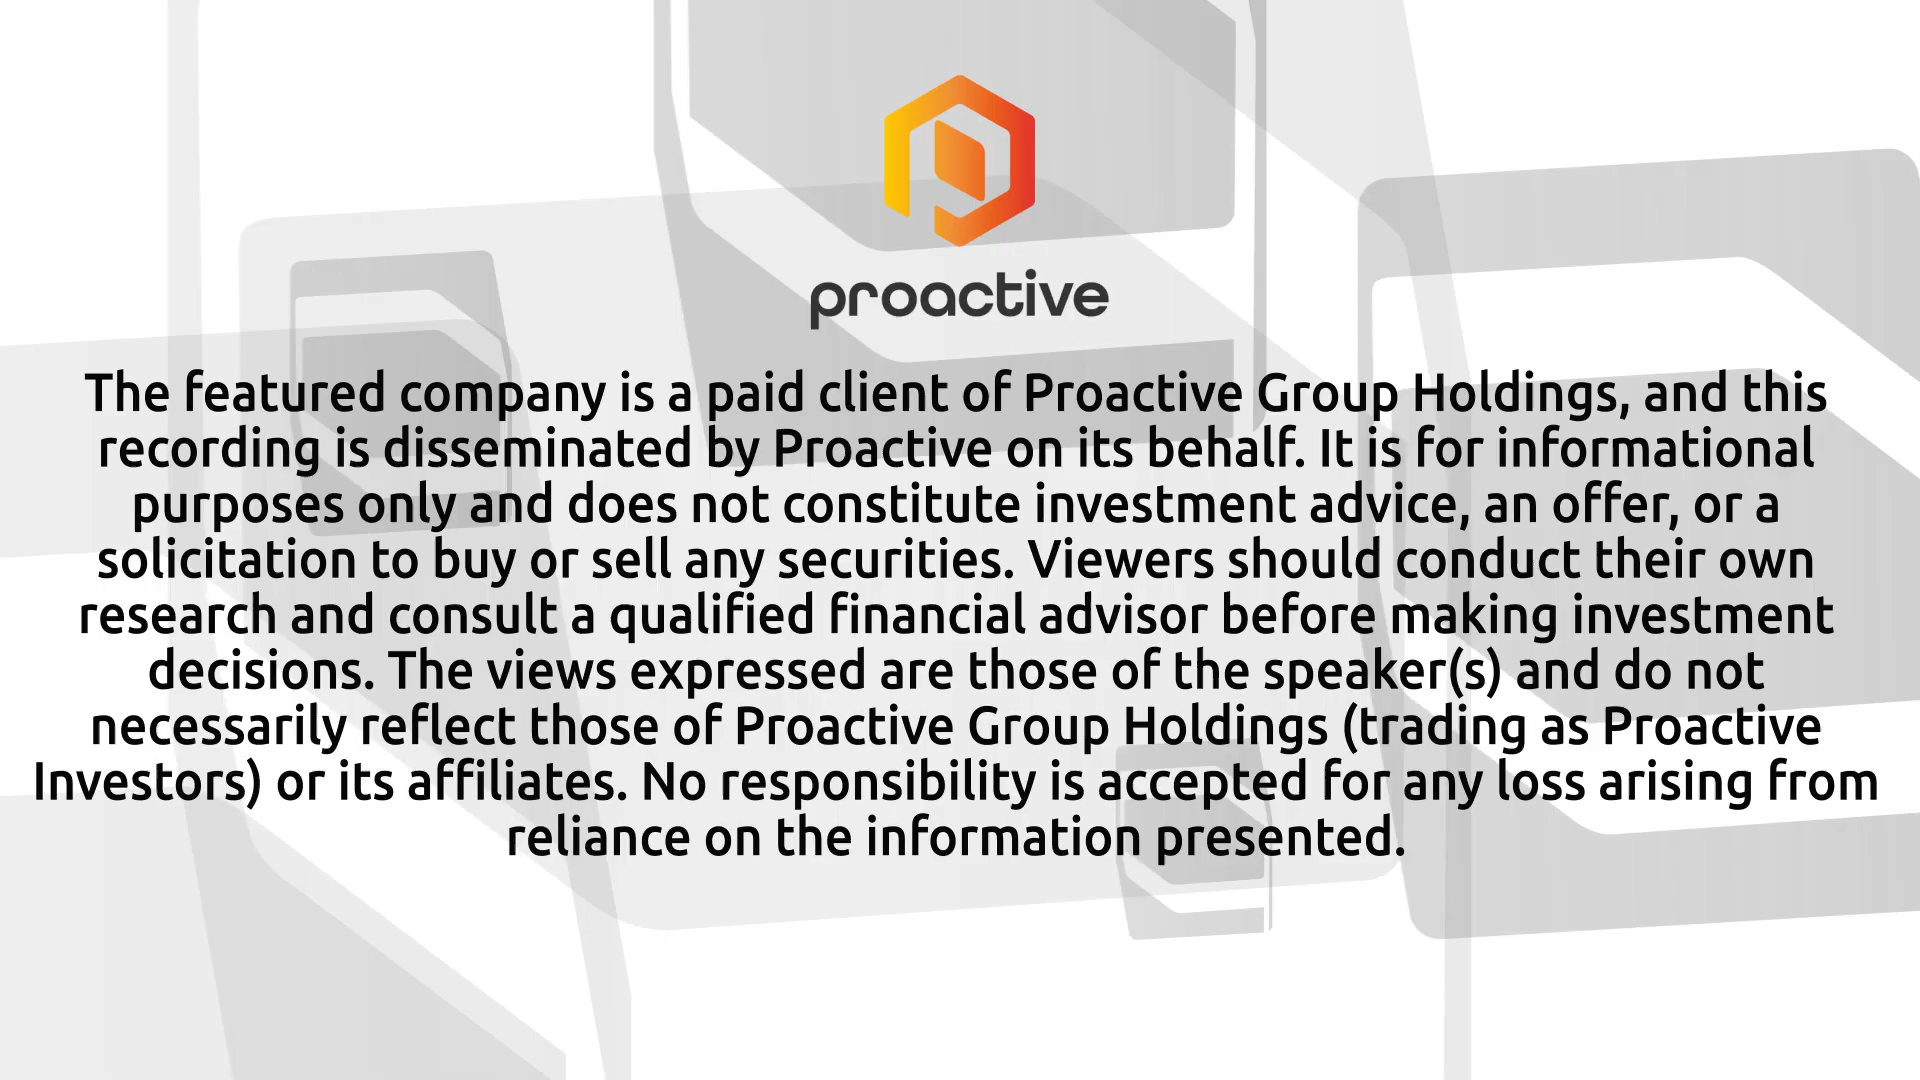 proactive
The featured company is a paid client of Proactive Group Holdings, and this
recording is disseminated by Proactive on its behalf. It is for informational
purposes only and does not constitute investment advice, an offer, or a
solicitation to buy or sell any securities. Viewers should conduct their own
research and consult a qualified financial advisor before making investment
decisions. The views expressed are those of the speaker(s) and do not
necessarily reflect those of Proactive Group Holdings (trading as Proactive
Investors) or its affiliates. No responsibility is accepted for any loss arising from
reliance on the information presented.